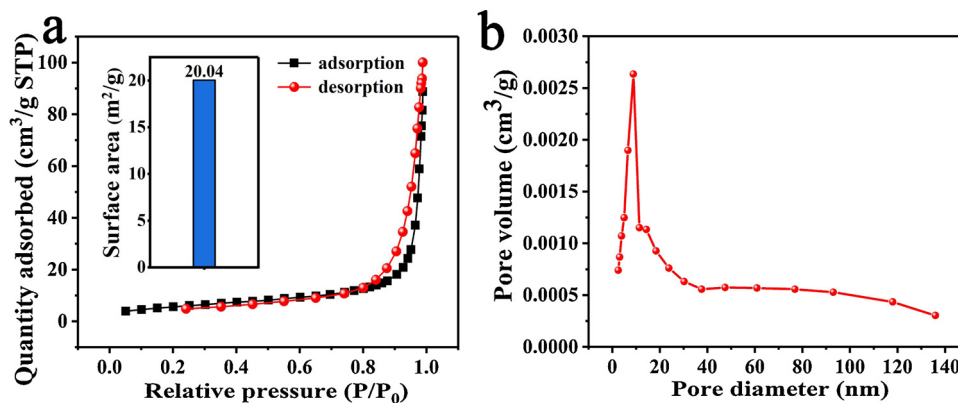 a
Quantity adsorbed (cm³/g STP)
100
80
60
40
20
0
0.0 0.2 0.4 0.6 0.8 1.0
Relative pressure (P/P₀)
adsorption
desorption
Surface area (m²/g)
20
15
10
5
0
20.04
b
Pore volume (cm³/g)
0.0030
0.0025
0.0020
0.0015
0.0010
0.0005
0.0000
0 20 40 60 80 100 120 140
Pore diameter (nm)